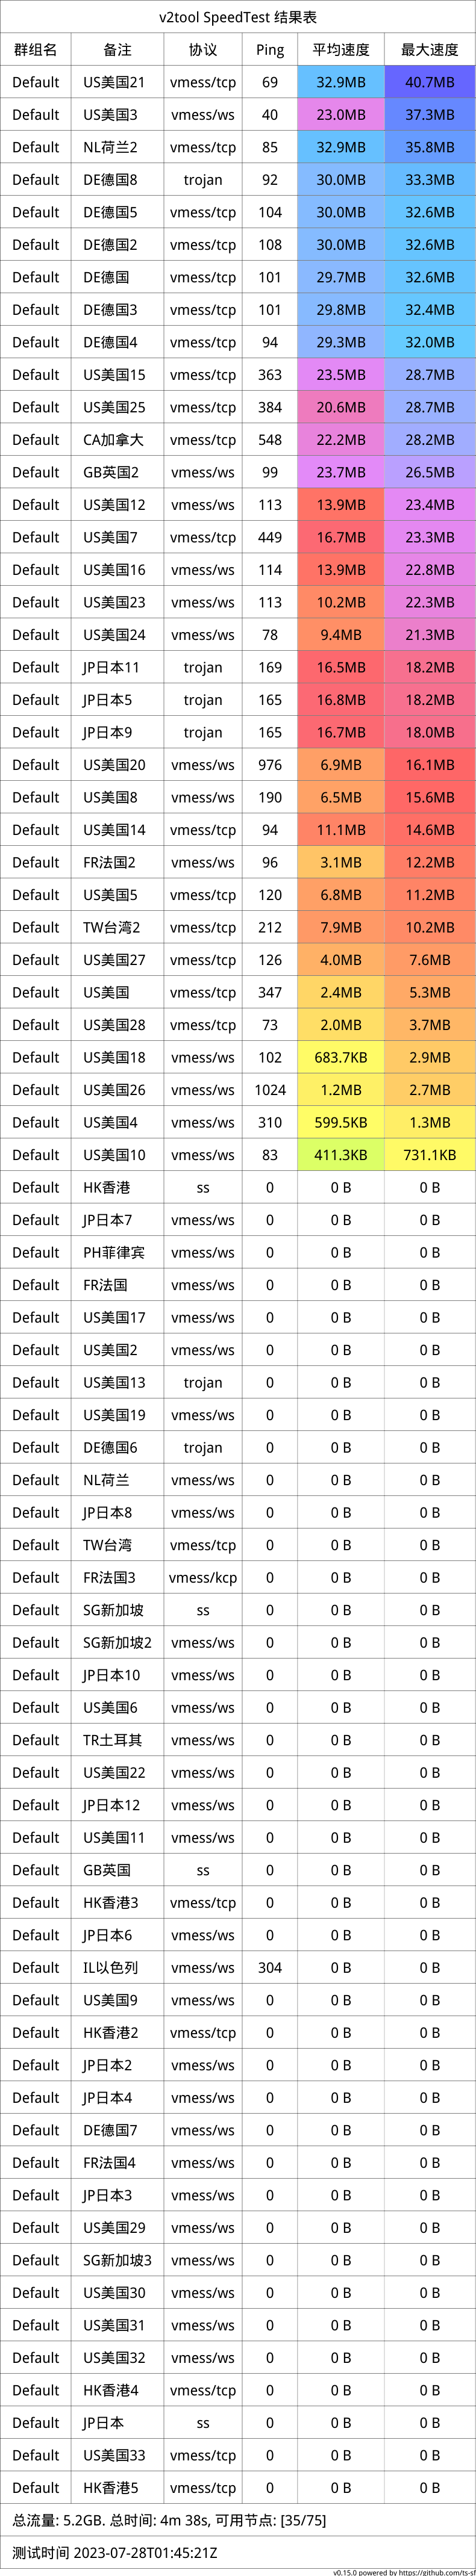 v2tool SpeedTest 结果表
群组名 备注 协议 Ping 平均速度 最大速度
Default US美国21 vmess/tcp 69 32.9MB 40.7MB
Default US美国3 vmess/ws 40 23.0MB 37.3MB
Default NL荷兰2 vmess/tcp 85 32.9MB 35.8MB
Default DE德国8 trojan 92 30.0MB 33.3MB
Default DE德国5 vmess/tcp 104 30.0MB 32.6MB
Default DE德国2 vmess/tcp 108 30.0MB 32.6MB
Default DE德国 vmess/tcp 101 29.7MB 32.6MB
Default DE德国3 vmess/tcp 101 29.8MB 32.4MB
Default DE德国4 vmess/tcp 94 29.3MB 32.0MB
Default US美国15 vmess/tcp 363 23.5MB 28.7MB
Default US美国25 vmess/tcp 384 20.6MB 28.7MB
Default CA加拿大 vmess/tcp 548 22.2MB 28.2MB
Default GB英国2 vmess/ws 99 23.7MB 26.5MB
Default US美国12 vmess/ws 113 13.9MB 23.4MB
Default US美国7 vmess/tcp 449 16.7MB 23.3MB
Default US美国16 vmess/ws 114 13.9MB 22.8MB
Default US美国23 vmess/ws 113 10.2MB 22.3MB
Default US美国24 vmess/ws 78 9.4MB 21.3MB
Default JP日本11 trojan 169 16.5MB 18.2MB
Default JP日本5 trojan 165 16.8MB 18.2MB
Default JP日本9 trojan 165 16.7MB 18.0MB
Default US美国20 vmess/ws 976 6.9MB 16.1MB
Default US美国8 vmess/ws 190 6.5MB 15.6MB
Default US美国14 vmess/tcp 94 11.1MB 14.6MB
Default FR法国2 vmess/ws 96 3.1MB 12.2MB
Default US美国5 vmess/tcp 120 6.8MB 11.2MB
Default TW台湾2 vmess/tcp 212 7.9MB 10.2MB
Default US美国27 vmess/tcp 126 4.0MB 7.6MB
Default US美国 vmess/tcp 347 2.4MB 5.3MB
Default US美国28 vmess/tcp 73 2.0MB 3.7MB
Default US美国18 vmess/ws 102 683.7KB 2.9MB
Default US美国26 vmess/ws 1024 1.2MB 2.7MB
Default US美国4 vmess/ws 310 599.5KB 1.3MB
Default US美国10 vmess/ws 83 411.3KB 731.1KB
Default HK香港 ss 0 0 B 0 B
Default JP日本7 vmess/ws 0 0 B 0 B
Default PH菲律宾 vmess/ws 0 0 B 0 B
Default FR法国 vmess/ws 0 0 B 0 B
Default US美国17 vmess/ws 0 0 B 0 B
Default US美国2 vmess/ws 0 0 B 0 B
Default US美国13 trojan 0 0 B 0 B
Default US美国19 vmess/ws 0 0 B 0 B
Default DE德国6 trojan 0 0 B 0 B
Default NL荷兰 vmess/ws 0 0 B 0 B
Default JP日本8 vmess/ws 0 0 B 0 B
Default TW台湾 vmess/tcp 0 0 B 0 B
Default FR法国3 vmess/kcp 0 0 B 0 B
Default SG新加坡 ss 0 0 B 0 B
Default SG新加坡2 vmess/ws 0 0 B 0 B
Default JP日本10 vmess/ws 0 0 B 0 B
Default US美国6 vmess/ws 0 0 B 0 B
Default TR土耳其 vmess/ws 0 0 B 0 B
Default US美国22 vmess/ws 0 0 B 0 B
Default JP日本12 vmess/ws 0 0 B 0 B
Default US美国11 vmess/ws 0 0 B 0 B
Default GB英国 ss 0 0 B 0 B
Default HK香港3 vmess/tcp 0 0 B 0 B
Default JP日本6 vmess/ws 0 0 B 0 B
Default IL以色列 vmess/ws 304 0 B 0 B
Default US美国9 vmess/ws 0 0 B 0 B
Default HK香港2 vmess/tcp 0 0 B 0 B
Default JP日本2 vmess/ws 0 0 B 0 B
Default JP日本4 vmess/ws 0 0 B 0 B
Default DE德国7 vmess/ws 0 0 B 0 B
Default FR法国4 vmess/ws 0 0 B 0 B
Default JP日本3 vmess/ws 0 0 B 0 B
Default US美国29 vmess/ws 0 0 B 0 B
Default SG新加坡3 vmess/ws 0 0 B 0 B
Default US美国30 vmess/ws 0 0 B 0 B
Default US美国31 vmess/ws 0 0 B 0 B
Default US美国32 vmess/ws 0 0 B 0 B
Default HK香港4 vmess/tcp 0 0 B 0 B
Default JP日本 ss 0 0 B 0 B
Default US美国33 vmess/tcp 0 0 B 0 B
Default HK香港5 vmess/tcp 0 0 B 0 B
总流量: 5.2GB. 总时间: 4m 38s, 可用节点: [35/75]
测试时间 2023-07-28T01:45:21Z
v0.15.0 powered by https://github.com/ts-sf